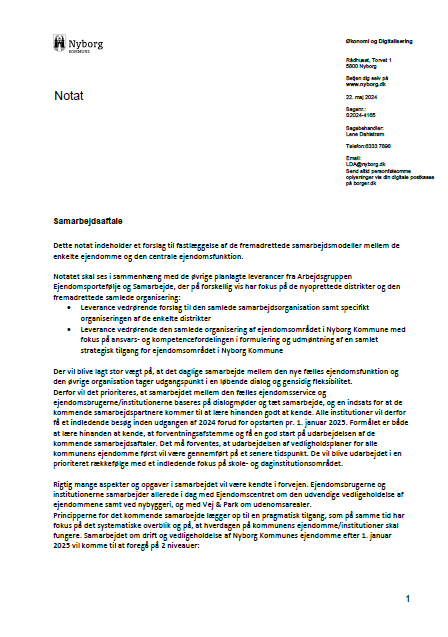 Nyborg
KOMMUNE
Økonomi og Digitalisering
Rådhuset, Torvet 1
5800 Nyborg
Betjen dig selv på
www.nyborg.dk
22. maj 2024
Sagsnr.:
S2024-4165
Sagsbehandler:
Lene Dahlstrøm
Telefon:6333 7896
Email:
LDA@nyborg.dk
Send altid personfølsomme
oplysninger via din digitale postkasse
på borger.dk
Notat
Samarbejdsaftale
Dette notat indeholder et forslag til fastlæggelse af de fremadrettede samarbejdsmodeller mellem de
enkelte ejendomme og den centrale ejendomsfunktion.
Notatet skal ses i sammenhæng med de øvrige planlagte leverancer fra Arbejdsgruppen
Ejendomsportefølje og Samarbejde, der på forskellig vis har fokus på de nyoprettede distrikter og den
fremadrettede samlede organisering:
• Leverance vedrørende forslag til den samlede samarbejdsorganisation samt specifikt
organiseringen af de enkelte distrikter
• Leverance vedrørende den samlede organisering af ejendomsområdet i Nyborg Kommune med
fokus på ansvars- og kompetencefordelingen i formulering og udmøntning af en samlet
strategisk tilgang for ejendomsområdet i Nyborg Kommune
Der vil blive lagt stor vægt på, at det daglige samarbejde mellem den nye fælles ejendomsfunktion og
den øvrige organisation tager udgangspunkt i en løbende dialog og gensidig fleksibilitet.
Derfor vil det prioriteres, at samarbejdet mellem den fælles ejendomsservice og
ejendomsbrugerne/institutionerne baseres på dialogmøder og tæt samarbejde, og en indsats for at de
kommende samarbejdspartnere kommer til at lære hinanden godt at kende. Alle institutioner vil derfor
få et indledende besøg inden udgangen af 2024 forud for opstarten pr. 1. januar 2025. Formålet er både
at lære hinanden at kende, at forventningsafstemme og få en god start på udarbejdelsen af de
kommende samarbejdsaftaler. Det må forventes, at udarbejdelsen af vedligeholdsplaner for alle
kommunens ejendomme først vil være gennemført på et senere tidspunkt. De vil blive udarbejdet i en
prioriteret rækkefølge med et indledende fokus på skole- og daginstitutionsområdet.
Rigtig mange aspekter og opgaver i samarbejdet vil være kendte i forvejen. Ejendomsbrugerne og
institutionerne samarbejder allerede i dag med Ejendomscentret om den udvendige vedligeholdelse af
ejendommene samt ved nybyggeri, og med Vej & Park om udenomsarealer.
Principperne for det kommende samarbejde lægger op til en pragmatisk tilgang, som på samme tid har
fokus på det systematiske overblik og på, at hverdagen på kommunens ejendomme/institutioner skal
fungere. Samarbejdet om drift og vedligeholdelse af Nyborg Kommunes ejendomme efter 1. januar
2025 vil komme til at foregå på 2 niveauer:
1